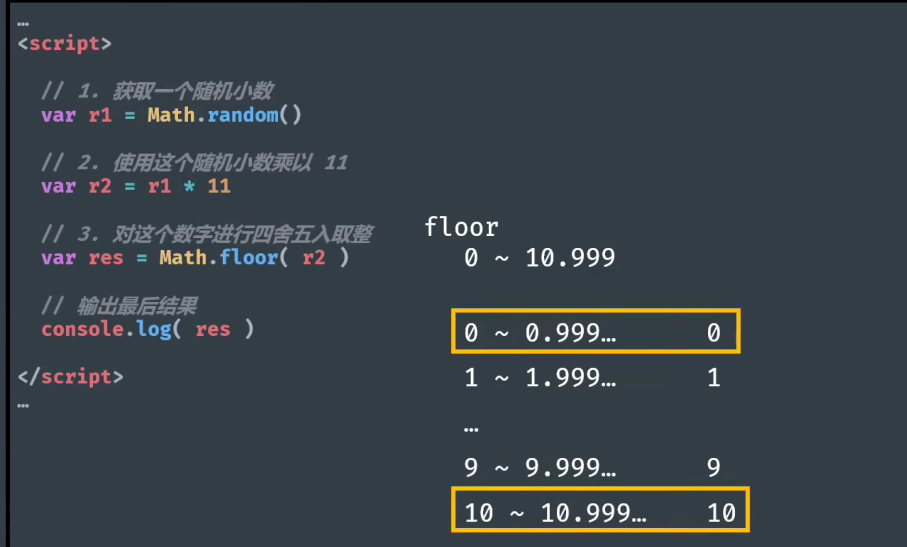 …
<script>
// 1. 获取一个随机小数
var r1 = Math.random()
// 2. 使用这个随机小数乘以 11
var r2 = r1 * 11
// 3. 对这个数字进行四舍五入取整
var res = Math.floor( r2 )
// 输出最后结果
console.log( res )
</script>
…
floor
0 ~ 10.999
0 ~ 0.999… 0
1 ~ 1.999… 1
…
9 ~ 9.999… 9
10 ~ 10.999… 10